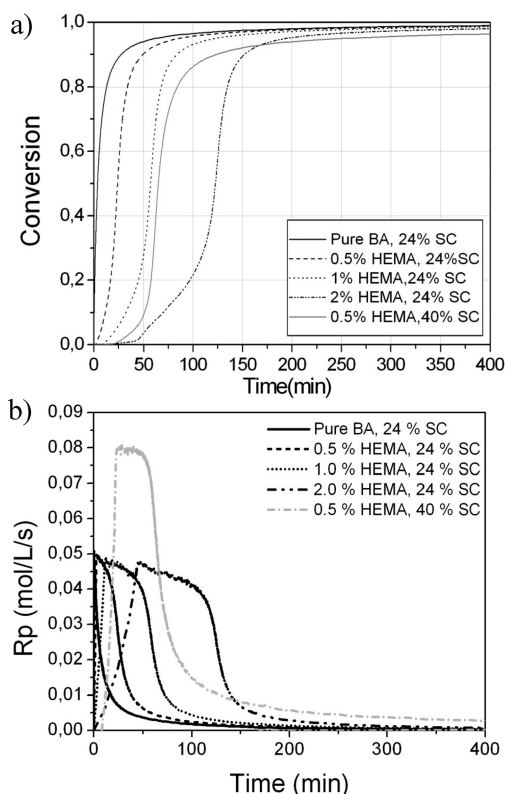 a)
Conversion
1,0
0,8
0,6
0,4
0,2
0,0
0 50 100 150 200 250 300 350 400
Time(min)
Pure BA, 24% SC
0.5% HEMA, 24%SC
1% HEMA,24% SC
2% HEMA, 24% SC
0.5% HEMA,40% SC
b)
Rp (mol/L/s)
0,09
0,08
0,07
0,06
0,05
0,04
0,03
0,02
0,01
0,00
0 100 200 300 400
Time (min)
Pure BA, 24 % SC
0.5 % HEMA, 24 % SC
1.0 % HEMA, 24 % SC
2.0 % HEMA, 24 % SC
0.5 % HEMA, 40 % SC